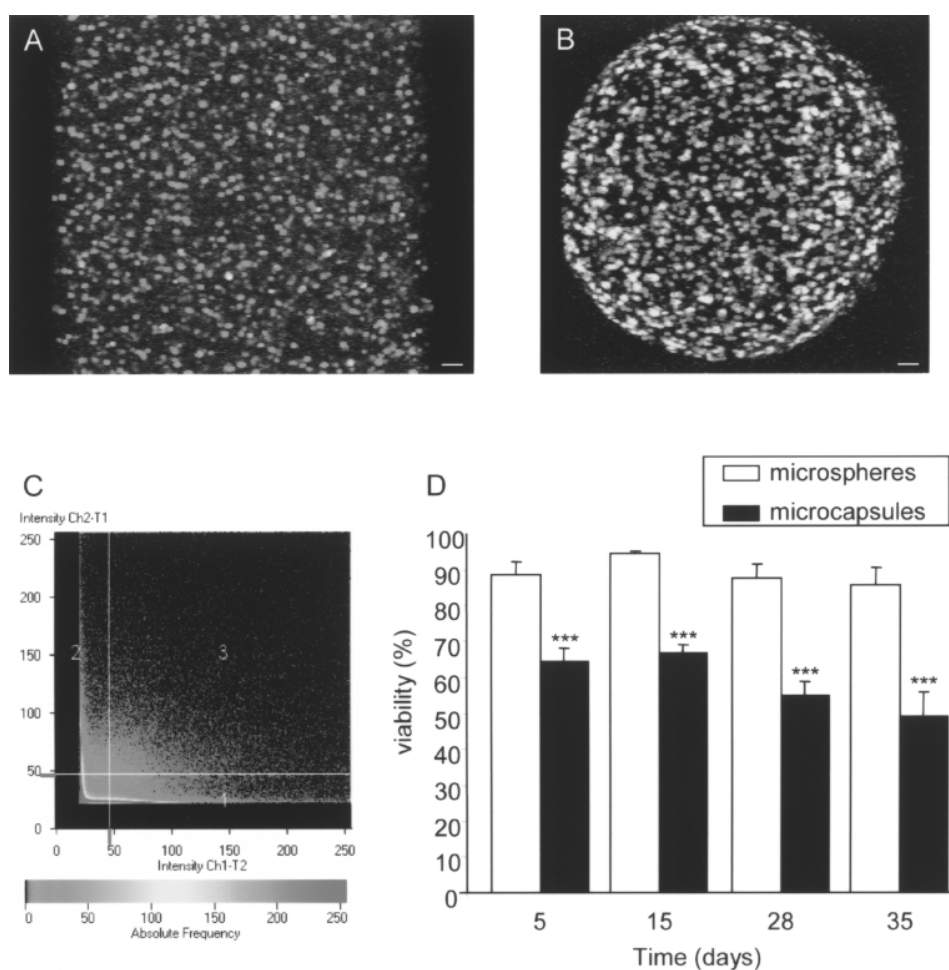 A
B
C
Intensity Ch2-T1
250
200
150
100
50
0
2
3
1
0 50 100 150 200 250
Intensity Ch1-T2
0 50 100 150 200 250
Absolute Frequency
D
microspheres
microcapsules
viability (%)
100
90
80
70
60
50
40
30
20
10
0
***
***
***
***
5 15 28 35
Time (days)